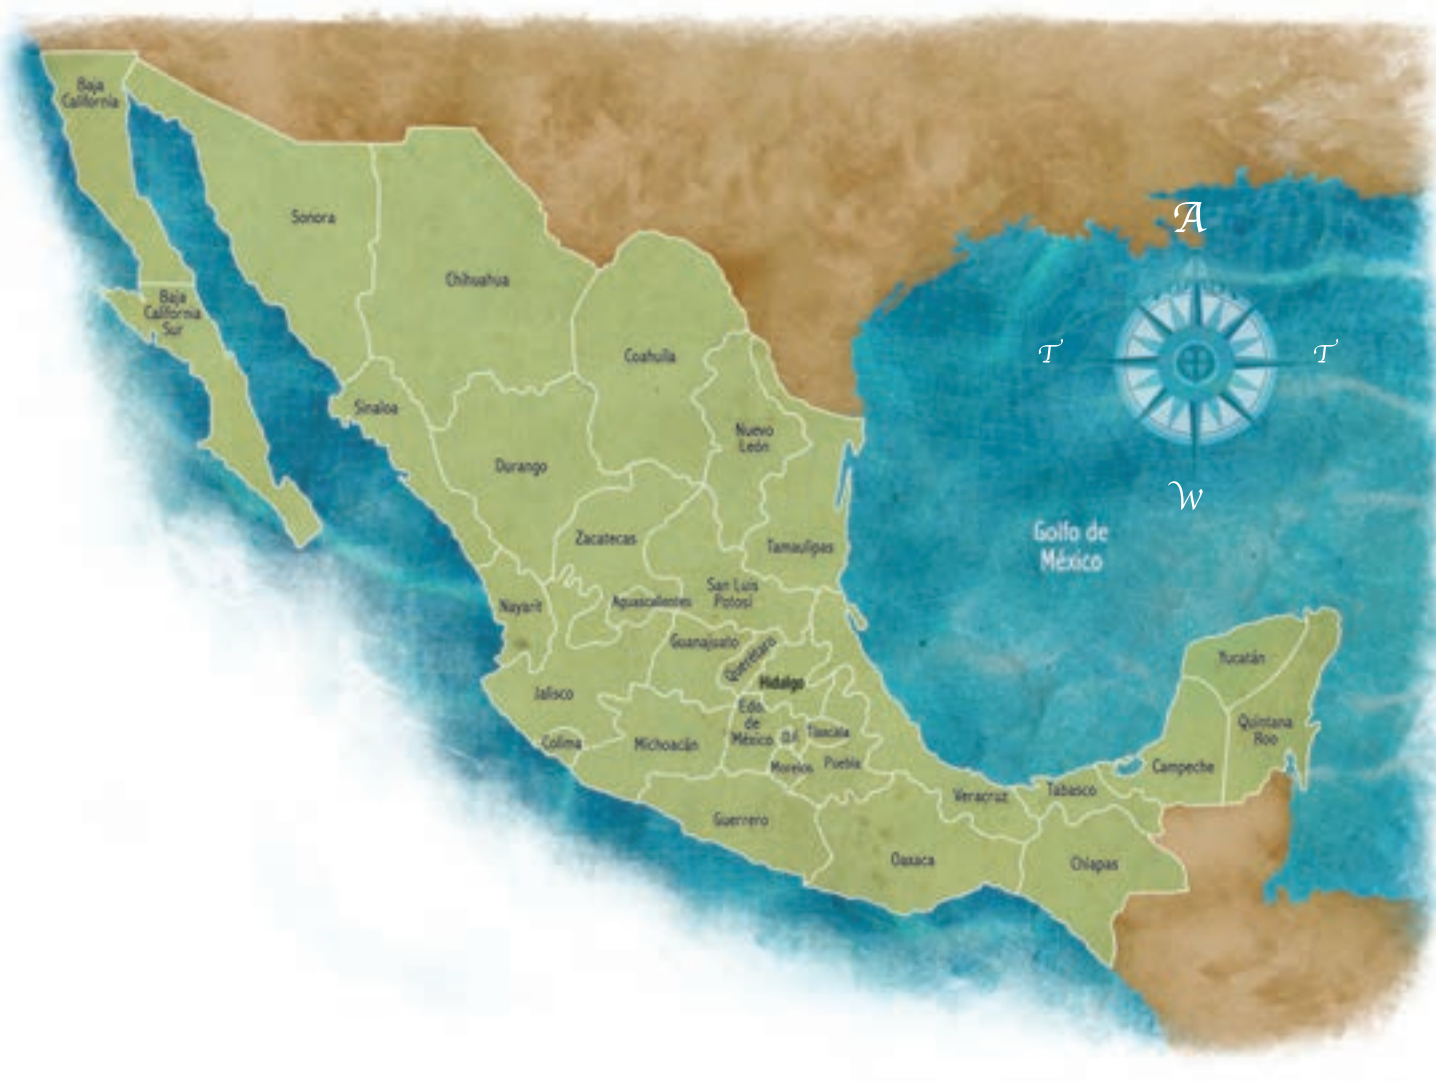 Baja
California
Sonora
A
Chihuahua
Baja
California
Sur
T
T
Coahuila
Sinaloa
Nuevo
León
Durango
W
Golfo de
México
Zacatecas
Tamaulipas
San Luis
Potosí
Nayarit
Aguascalientes
Guanajuato
Querétaro
Yucatán
Hidalgo
Jalisco
Edo.
de
México
D.F.
Tlaxcala
Quintana
Roo
Colima
Michoacán
Morelos
Puebla
Campeche
Veracruz
Tabasco
Guerrero
Oaxaca
Chiapas